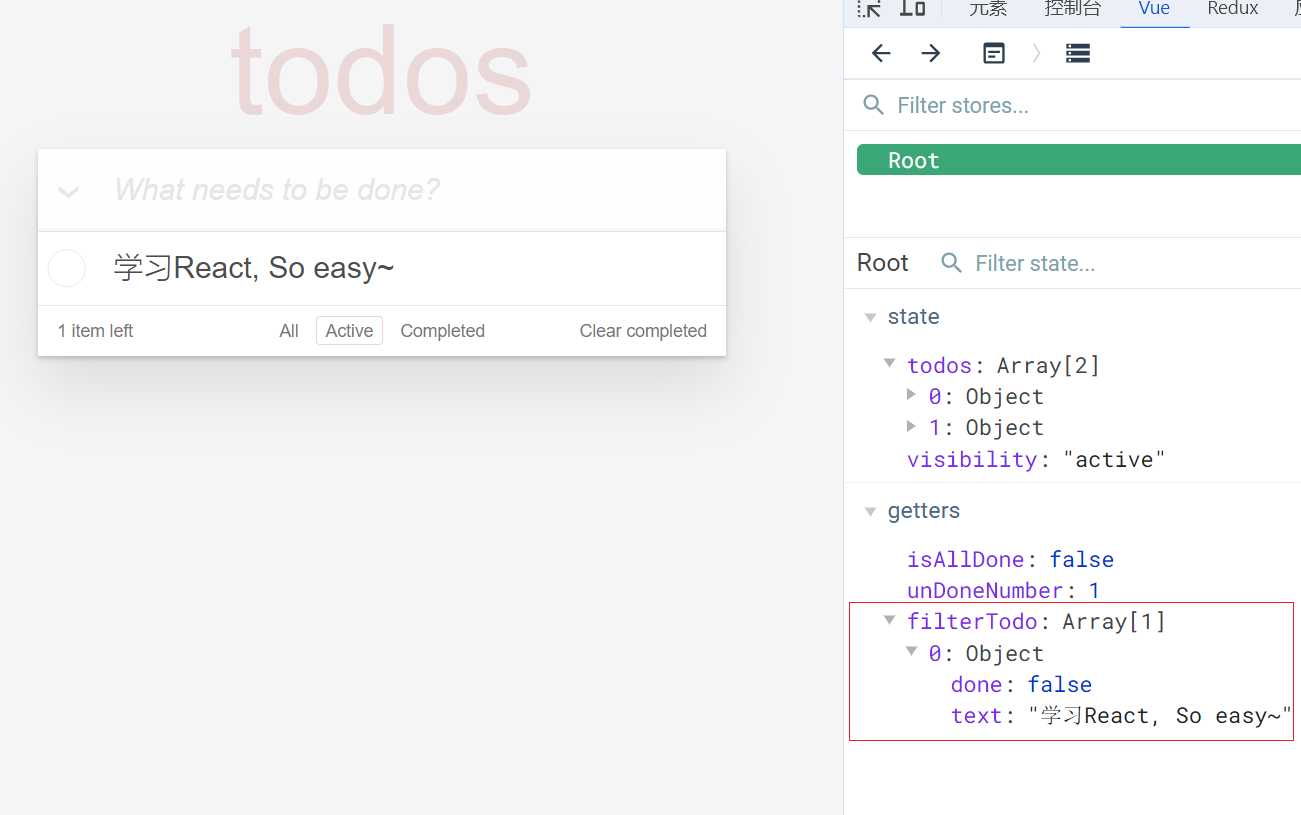 todos
What needs to be done?
学习React, So easy~
1 item left All Active Completed Clear completed
元素 控制台 Vue Redux
Filter stores...
Root
Root Filter state...
state
todos: Array[2]
0: Object
1: Object
visibility: "active"
getters
isAllDone: false
unDoneNumber: 1
filterTodo: Array[1]
0: Object
done: false
text: "学习React, So easy~"